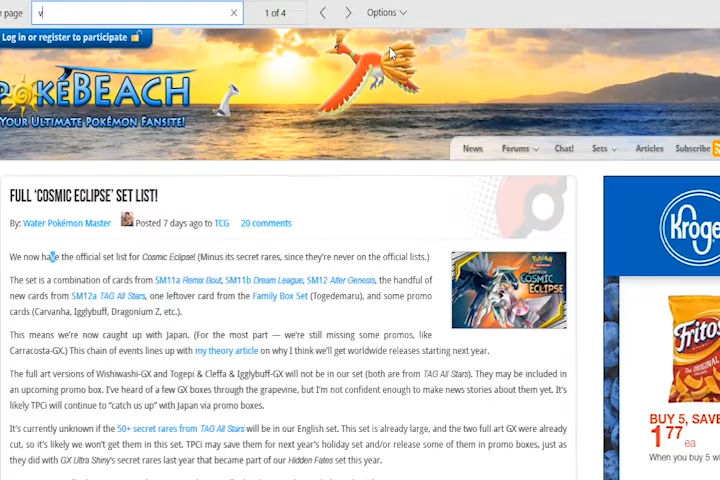 n page v × 1 of 4 Options
Log in or register to participate
POKéBEACH
YOUR ULTIMATE POKÉMON FANSITE!
News Forums Chat! Sets Articles Subscribe
FULL ‘COSMIC ECLIPSE’ SET LIST!
By: Water Pokémon Master Posted 7 days ago to TCG 20 comments
We now have the official set list for Cosmic Eclipse! (Minus its secret rares, since they're never on the official lists.)
The set is a combination of cards from SM11a Remix Bout, SM11b Dream League, SM12 Alter Genesis, the handful of
new cards from SM12a TAG All Stars, one leftover card from the Family Box Set (Togedemaru), and some promo
cards (Carvanha, Igglybuff, Dragonium Z, etc.).
This means we're now caught up with Japan. (For the most part — we're still missing some promos, like
Carracosta-GX.) This chain of events lines up with my theory article on why I think we'll get worldwide releases starting next year.
The full art versions of Wishiwashi-GX and Togepi & Cleffa & Igglybuff-GX will not be in our set (both are from TAG All Stars). They may be included in
an upcoming promo box. I've heard of a few GX boxes through the grapevine, but I'm not confident enough to make news stories about them yet. It's
likely TPCi will continue to “catch us up” with Japan via promo boxes.
It's currently unknown if the 50+ secret rares from TAG All Stars will be in our English set. This set is already large, and the two full art GX were already
cut, so it's likely we won't get them in this set. TPCi may save them for next year's holiday set and/or release some of them in promo boxes, just as
they did with GX Ultra Shiny's secret rares last year that became part of our Hidden Fates set this year.
COSMIC ECLIPSE
Kroge
Fritos
ORIGINAL
BUY 5, SAVE
1 77 ea
When you buy 5 wi